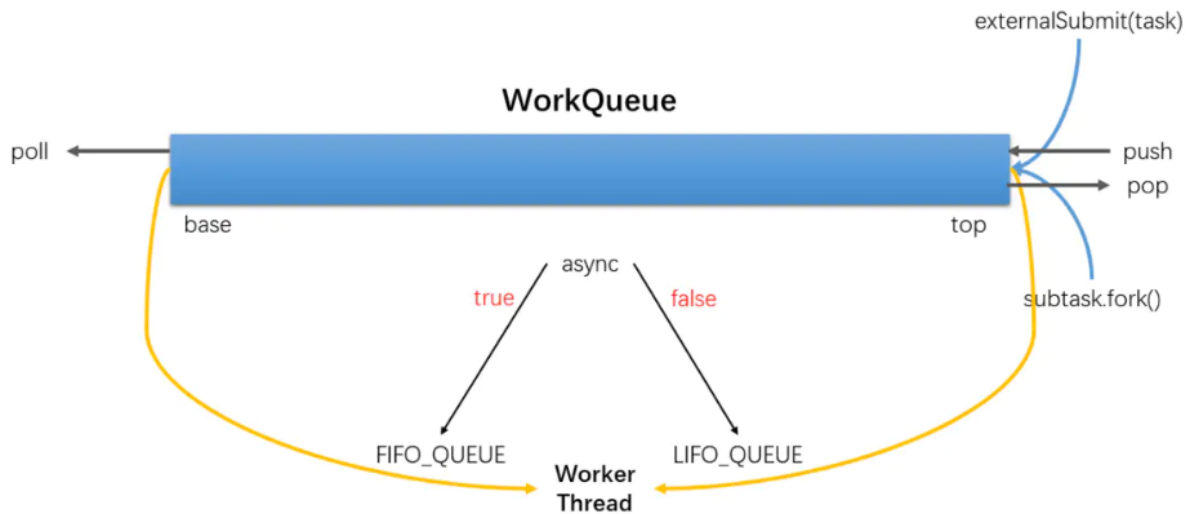 externalSubmit(task)
WorkQueue
poll
push
pop
base
top
async
true
false
subtask.fork()
FIFO_QUEUE
LIFO_QUEUE
Worker
Thread